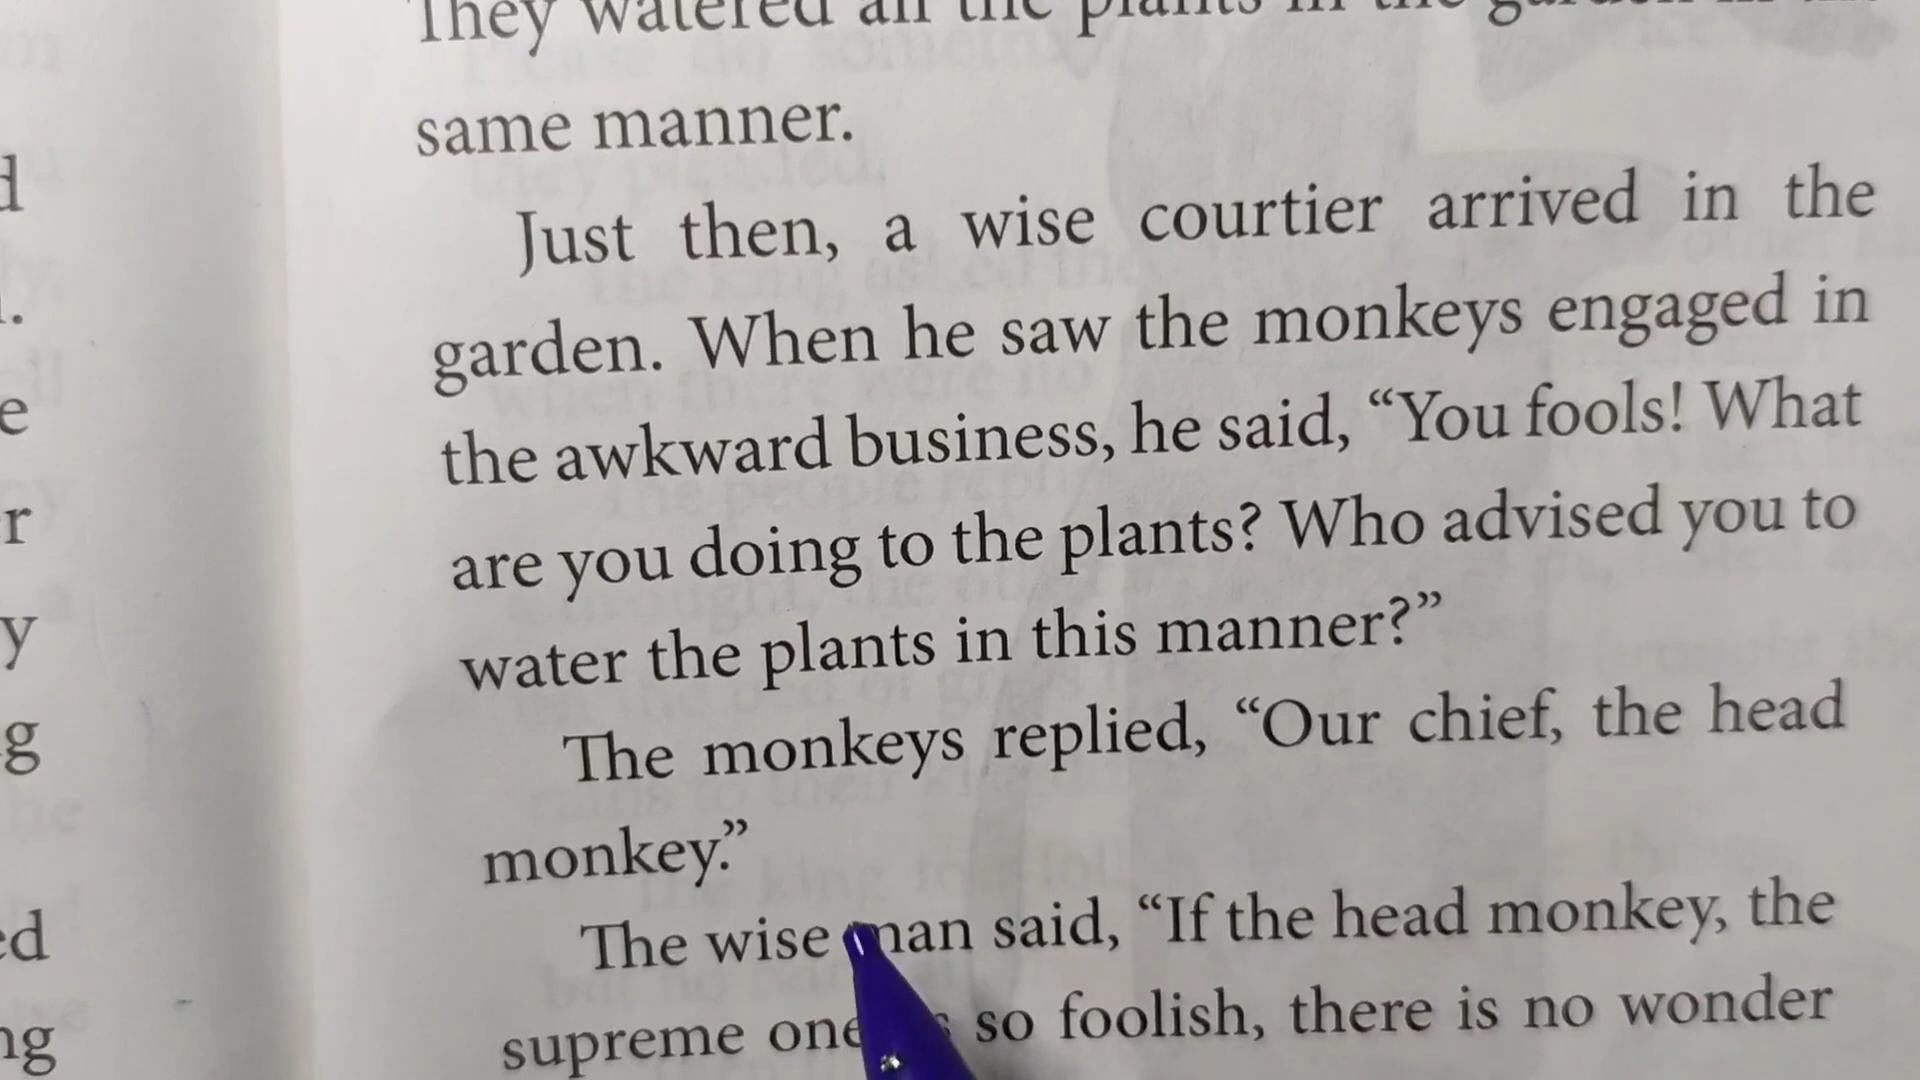 They watered all the plants in the garden in the
same manner.
Just then, a wise courtier arrived in the
garden. When he saw the monkeys engaged in
the awkward business, he said, “You fools! What
are you doing to the plants? Who advised you to
water the plants in this manner?”
The monkeys replied, “Our chief, the head
monkey.”
The wise man said, “If the head monkey, the
supreme one so foolish, there is no wonder